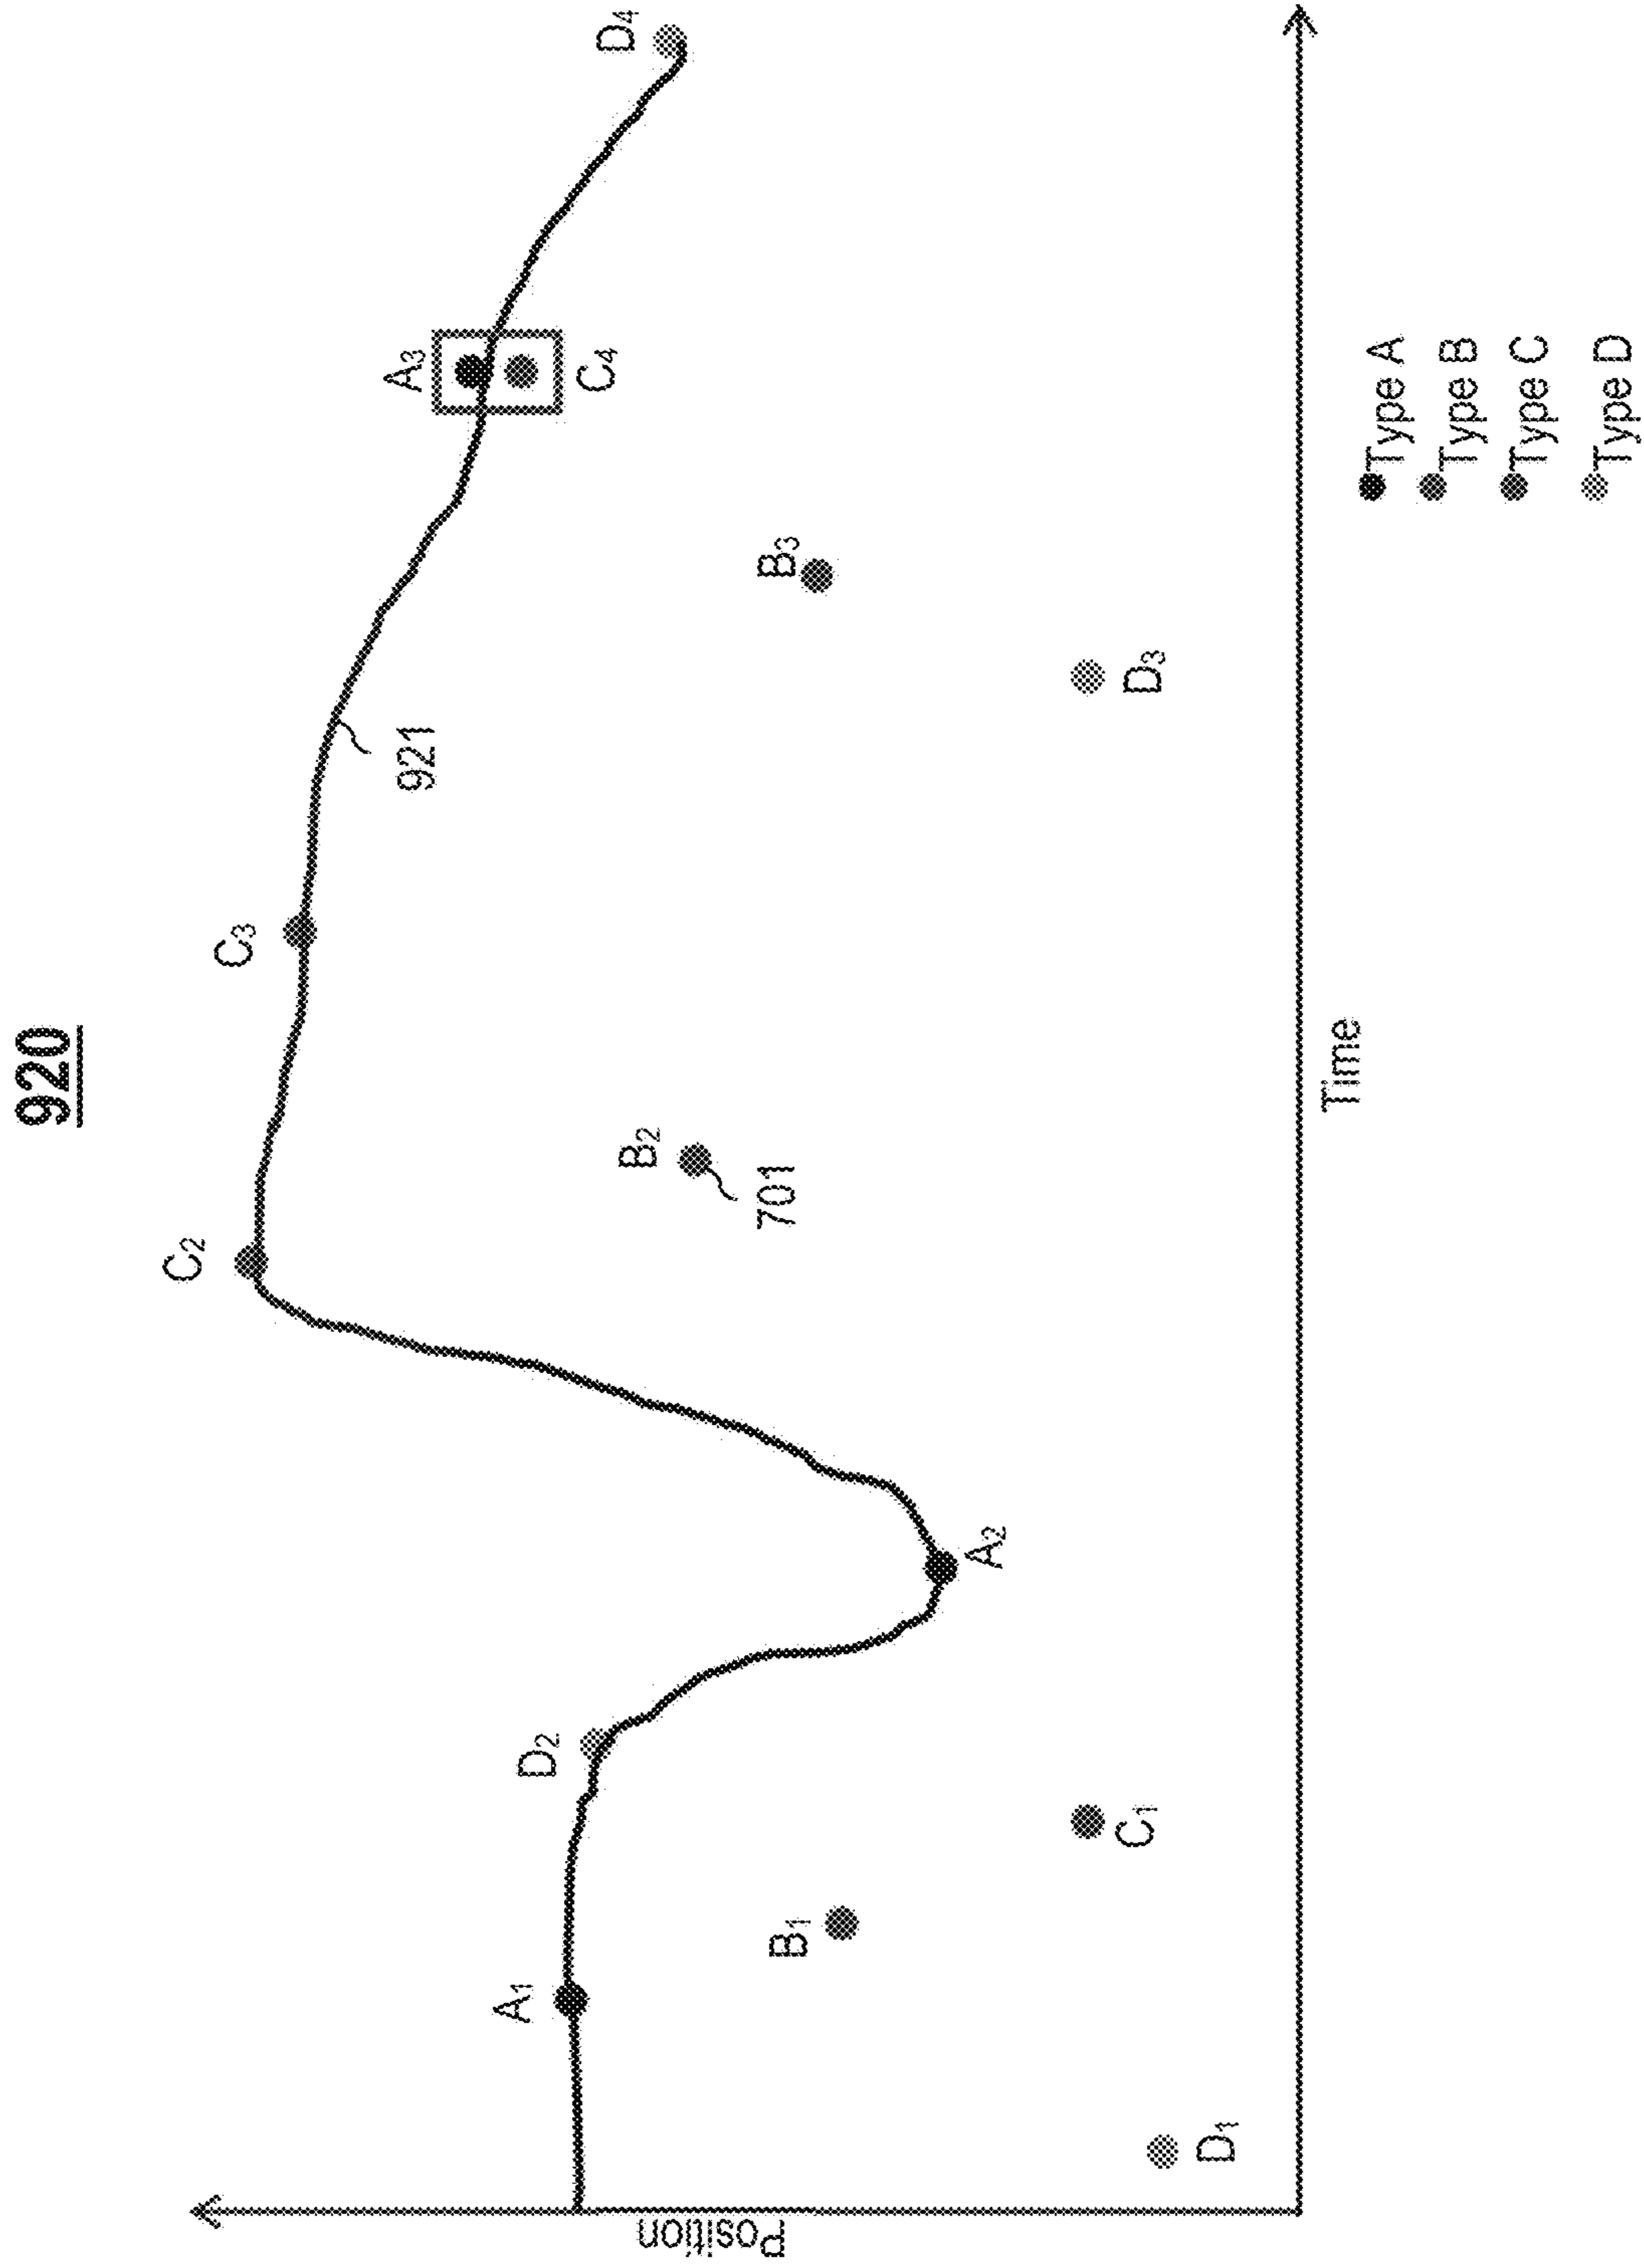 920
C₂
C₃
A₃
C₄
D₄
A₁
D₂
B₂
701
921
B₃
B₁
A₂
D₃
C₁
D₁
Position
Time
Type A
Type B
Type C
Type D